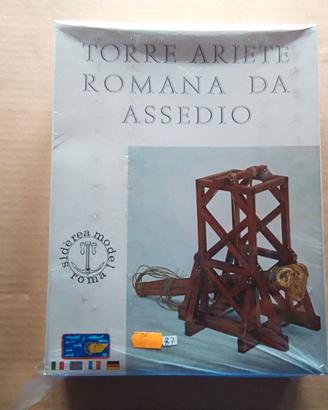 TORRE ARIETE
ROMANA DA
ASSEDIO
siderea model
roma